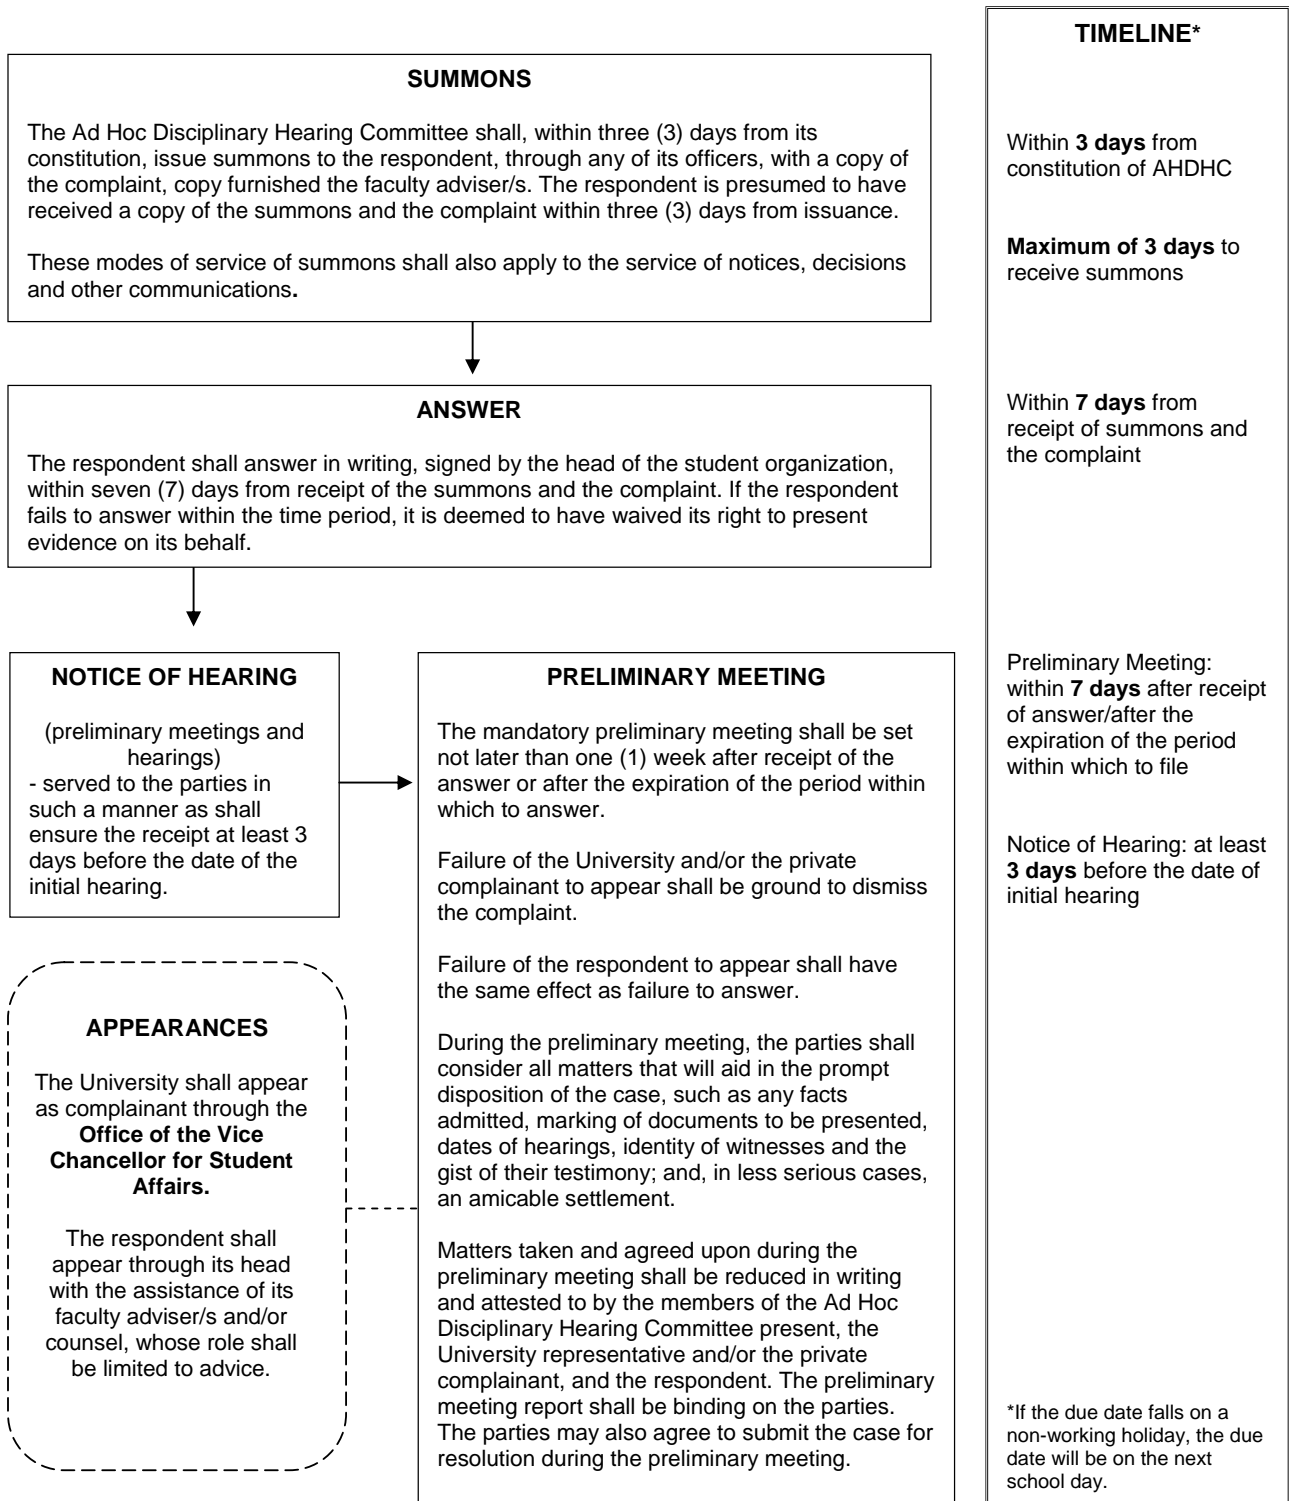 SUMMONS
The Ad Hoc Disciplinary Hearing Committee shall, within three (3) days from its
constitution, issue summons to the respondent, through any of its officers, with a copy of
the complaint, copy furnished the faculty adviser/s. The respondent is presumed to have
received a copy of the summons and the complaint within three (3) days from issuance.
These modes of service of summons shall also apply to the service of notices, decisions
and other communications.
ANSWER
The respondent shall answer in writing, signed by the head of the student organization,
within seven (7) days from receipt of the summons and the complaint. If the respondent
fails to answer within the time period, it is deemed to have waived its right to present
evidence on its behalf.
NOTICE OF HEARING
(preliminary meetings and
hearings)
- served to the parties in
such a manner as shall
ensure the receipt at least 3
days before the date of the
initial hearing.
PRELIMINARY MEETING
The mandatory preliminary meeting shall be set
not later than one (1) week after receipt of the
answer or after the expiration of the period within
which to answer.
Failure of the University and/or the private
complainant to appear shall be ground to dismiss
the complaint.
Failure of the respondent to appear shall have
the same effect as failure to answer.
During the preliminary meeting, the parties shall
consider all matters that will aid in the prompt
disposition of the case, such as any facts
admitted, marking of documents to be presented,
dates of hearings, identity of witnesses and the
gist of their testimony; and, in less serious cases,
an amicable settlement.
Matters taken and agreed upon during the
preliminary meeting shall be reduced in writing
and attested to by the members of the Ad Hoc
Disciplinary Hearing Committee present, the
University representative and/or the private
complainant, and the respondent. The preliminary
meeting report shall be binding on the parties.
The parties may also agree to submit the case for
resolution during the preliminary meeting.
APPEARANCES
The University shall appear
as complainant through the
Office of the Vice
Chancellor for Student
Affairs.
The respondent shall
appear through its head
with the assistance of its
faculty adviser/s and/or
counsel, whose role shall
be limited to advice.
TIMELINE*
Within 3 days from
constitution of AHDHC
Maximum of 3 days to
receive summons
Within 7 days from
receipt of summons and
the complaint
Preliminary Meeting:
within 7 days after receipt
of answer/after the
expiration of the period
within which to file
Notice of Hearing: at least
3 days before the date of
initial hearing
*If the due date falls on a
non-working holiday, the due
date will be on the next
school day.